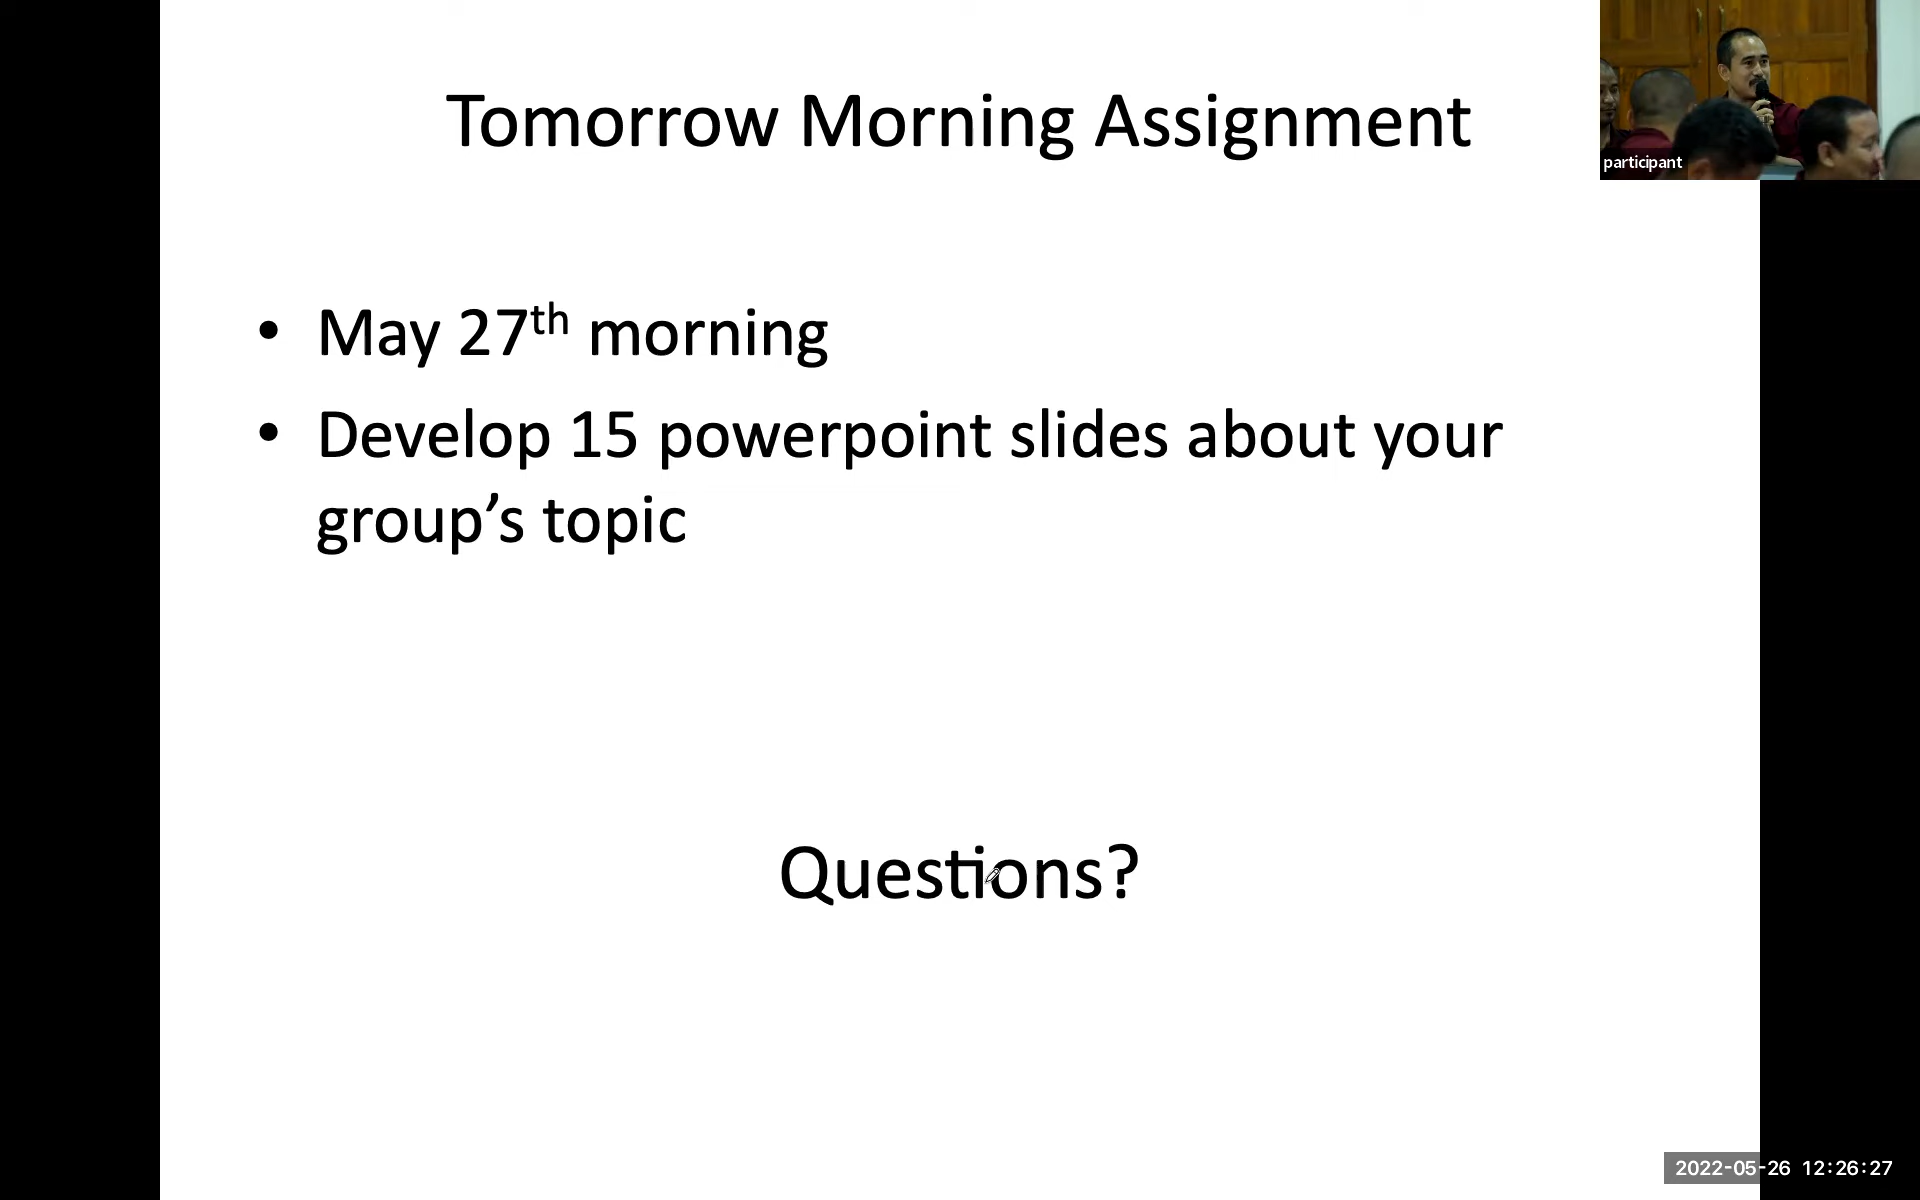 Tomorrow Morning Assignment
participant
• May 27th morning
• Develop 15 powerpoint slides about your
group’s topic
Questions?
2022-05-26 12:26:27